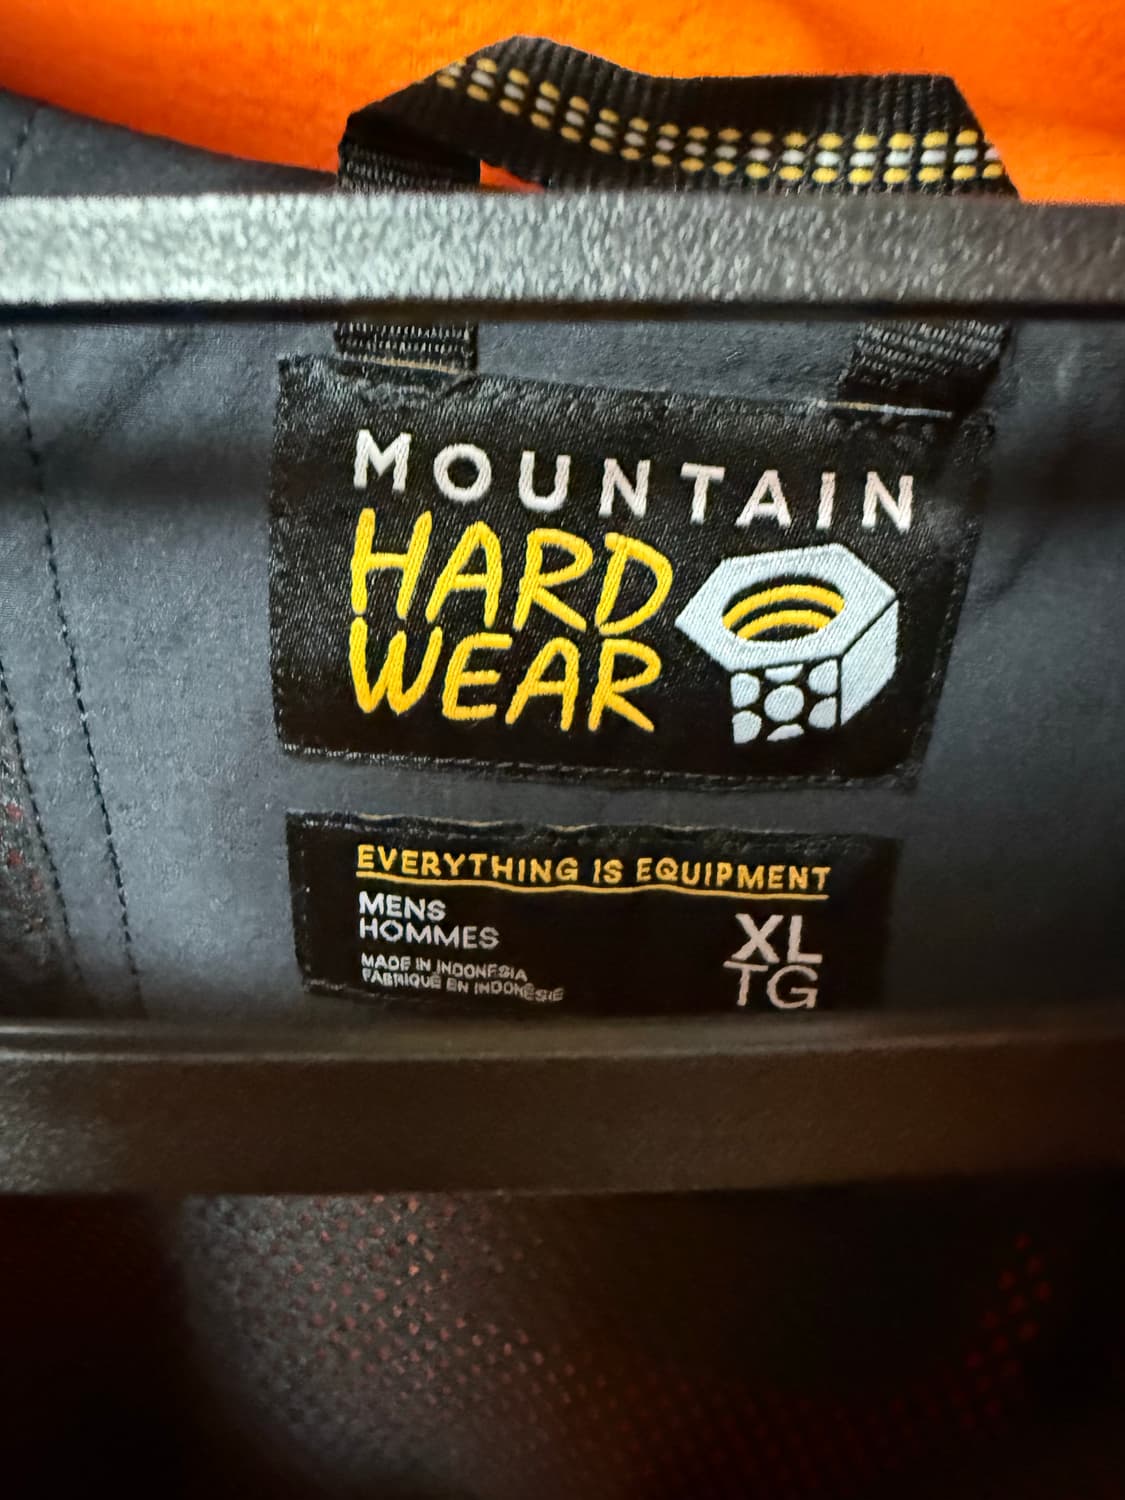 MOUNTAIN
HARD
WEAR
EVERYTHING IS EQUIPMENT
MENS
HOMMES
XL
TG
MADE IN INDONESIA
FABRIQUÉ EN INDONÉSIE